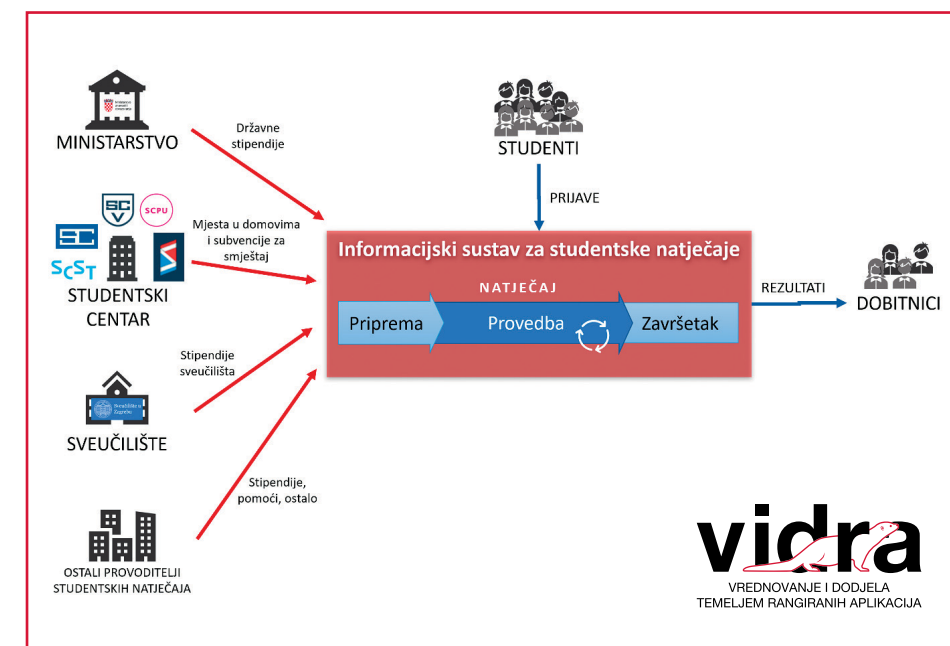 MINISTARSTVO
Državne
stipendije
STUDENTI
PRIJAVE
SC
V
SCPU
SC
SCST
STUDENTSKI
CENTAR
Mjesta u domovima
i subvencije za
smještaj
Informacijski sustav za studentske natječaje
NATJEČAJ
Priprema
Provedba
Završetak
REZULTATI
DOBITNICI
Stipendije
sveučilišta
Sveučilište u
Zagrebu
SVEUČILIŠTE
Stipendije,
pomoći, ostalo
OSTALI PROVODITELJI
STUDENTSKIH NATJEČAJA
vidra
VREDNOVANJE I DODJELA
TEMELJEM RANGIRANIH APLIKACIJA